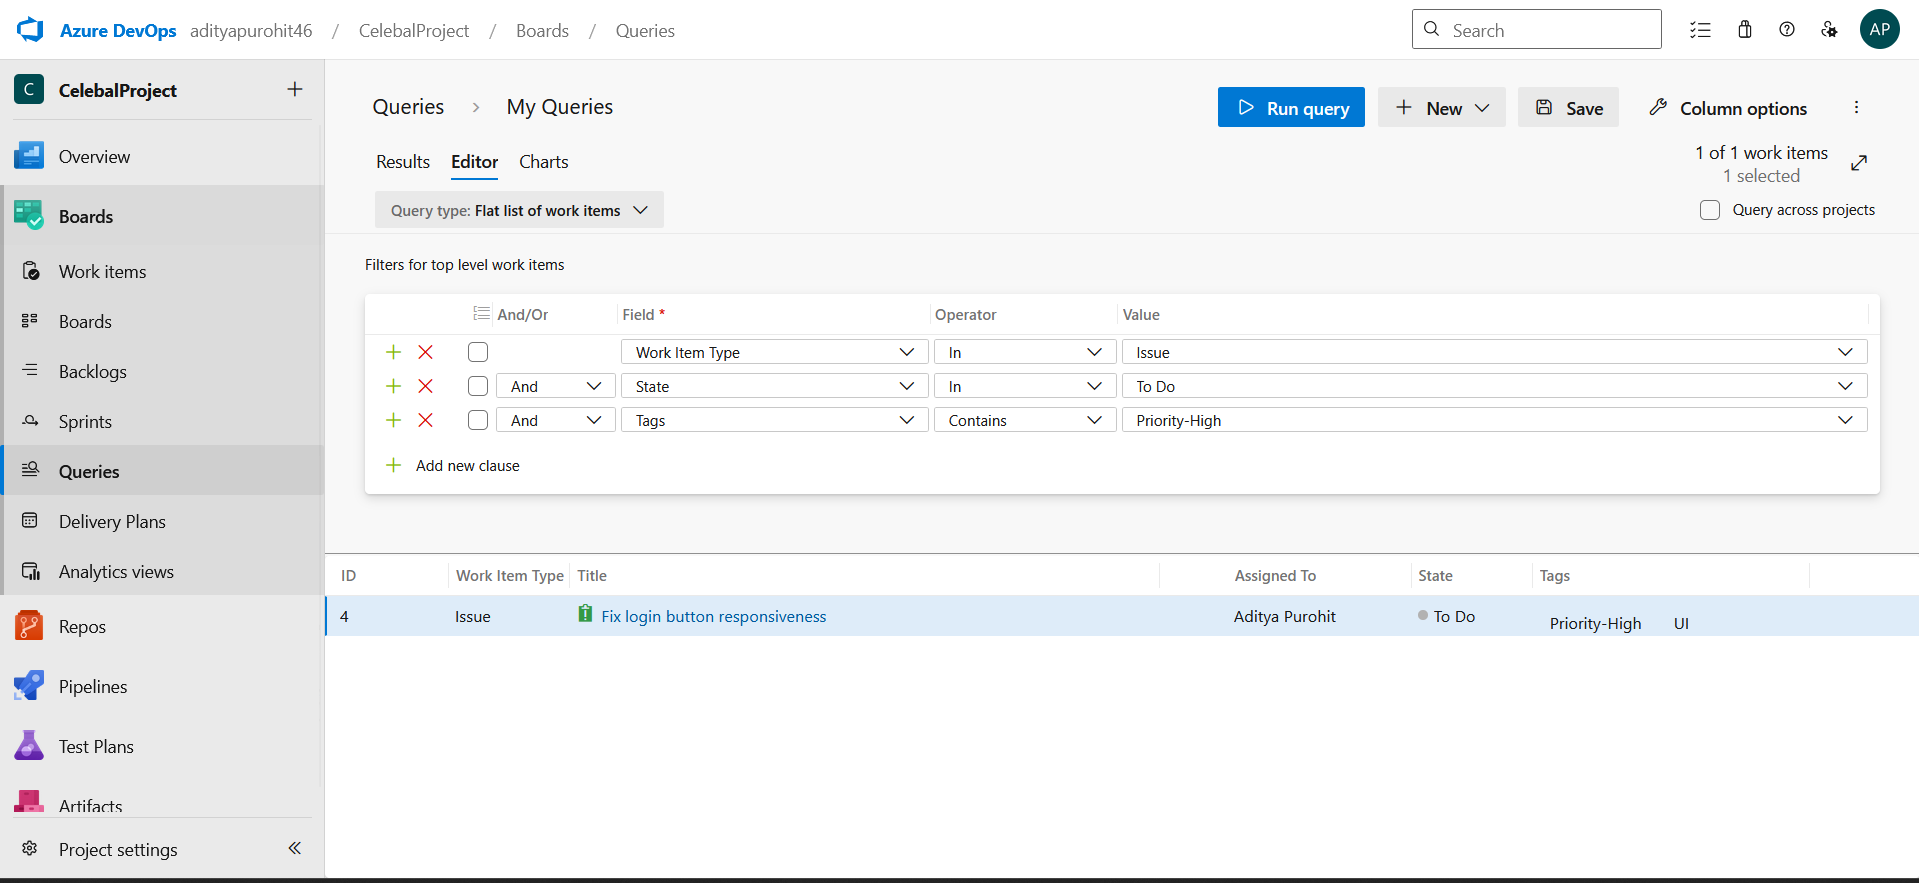 Azure DevOps adityapurohit46 / CelebalProject / Boards / Queries
Search
AP
C CelebalProject
Overview
Boards
Work items
Boards
Backlogs
Sprints
Queries
Delivery Plans
Analytics views
Repos
Pipelines
Test Plans
Artifacts
Project settings
Queries > My Queries
Run query
New
Save
Column options
Results Editor Charts
1 of 1 work items
1 selected
Query type: Flat list of work items
Query across projects
Filters for top level work items
And/Or Field * Operator Value
Work Item Type In Issue
And State In To Do
And Tags Contains Priority-High
Add new clause
ID Work Item Type Title Assigned To State Tags
4 Issue Fix login button responsiveness Aditya Purohit To Do Priority-High UI